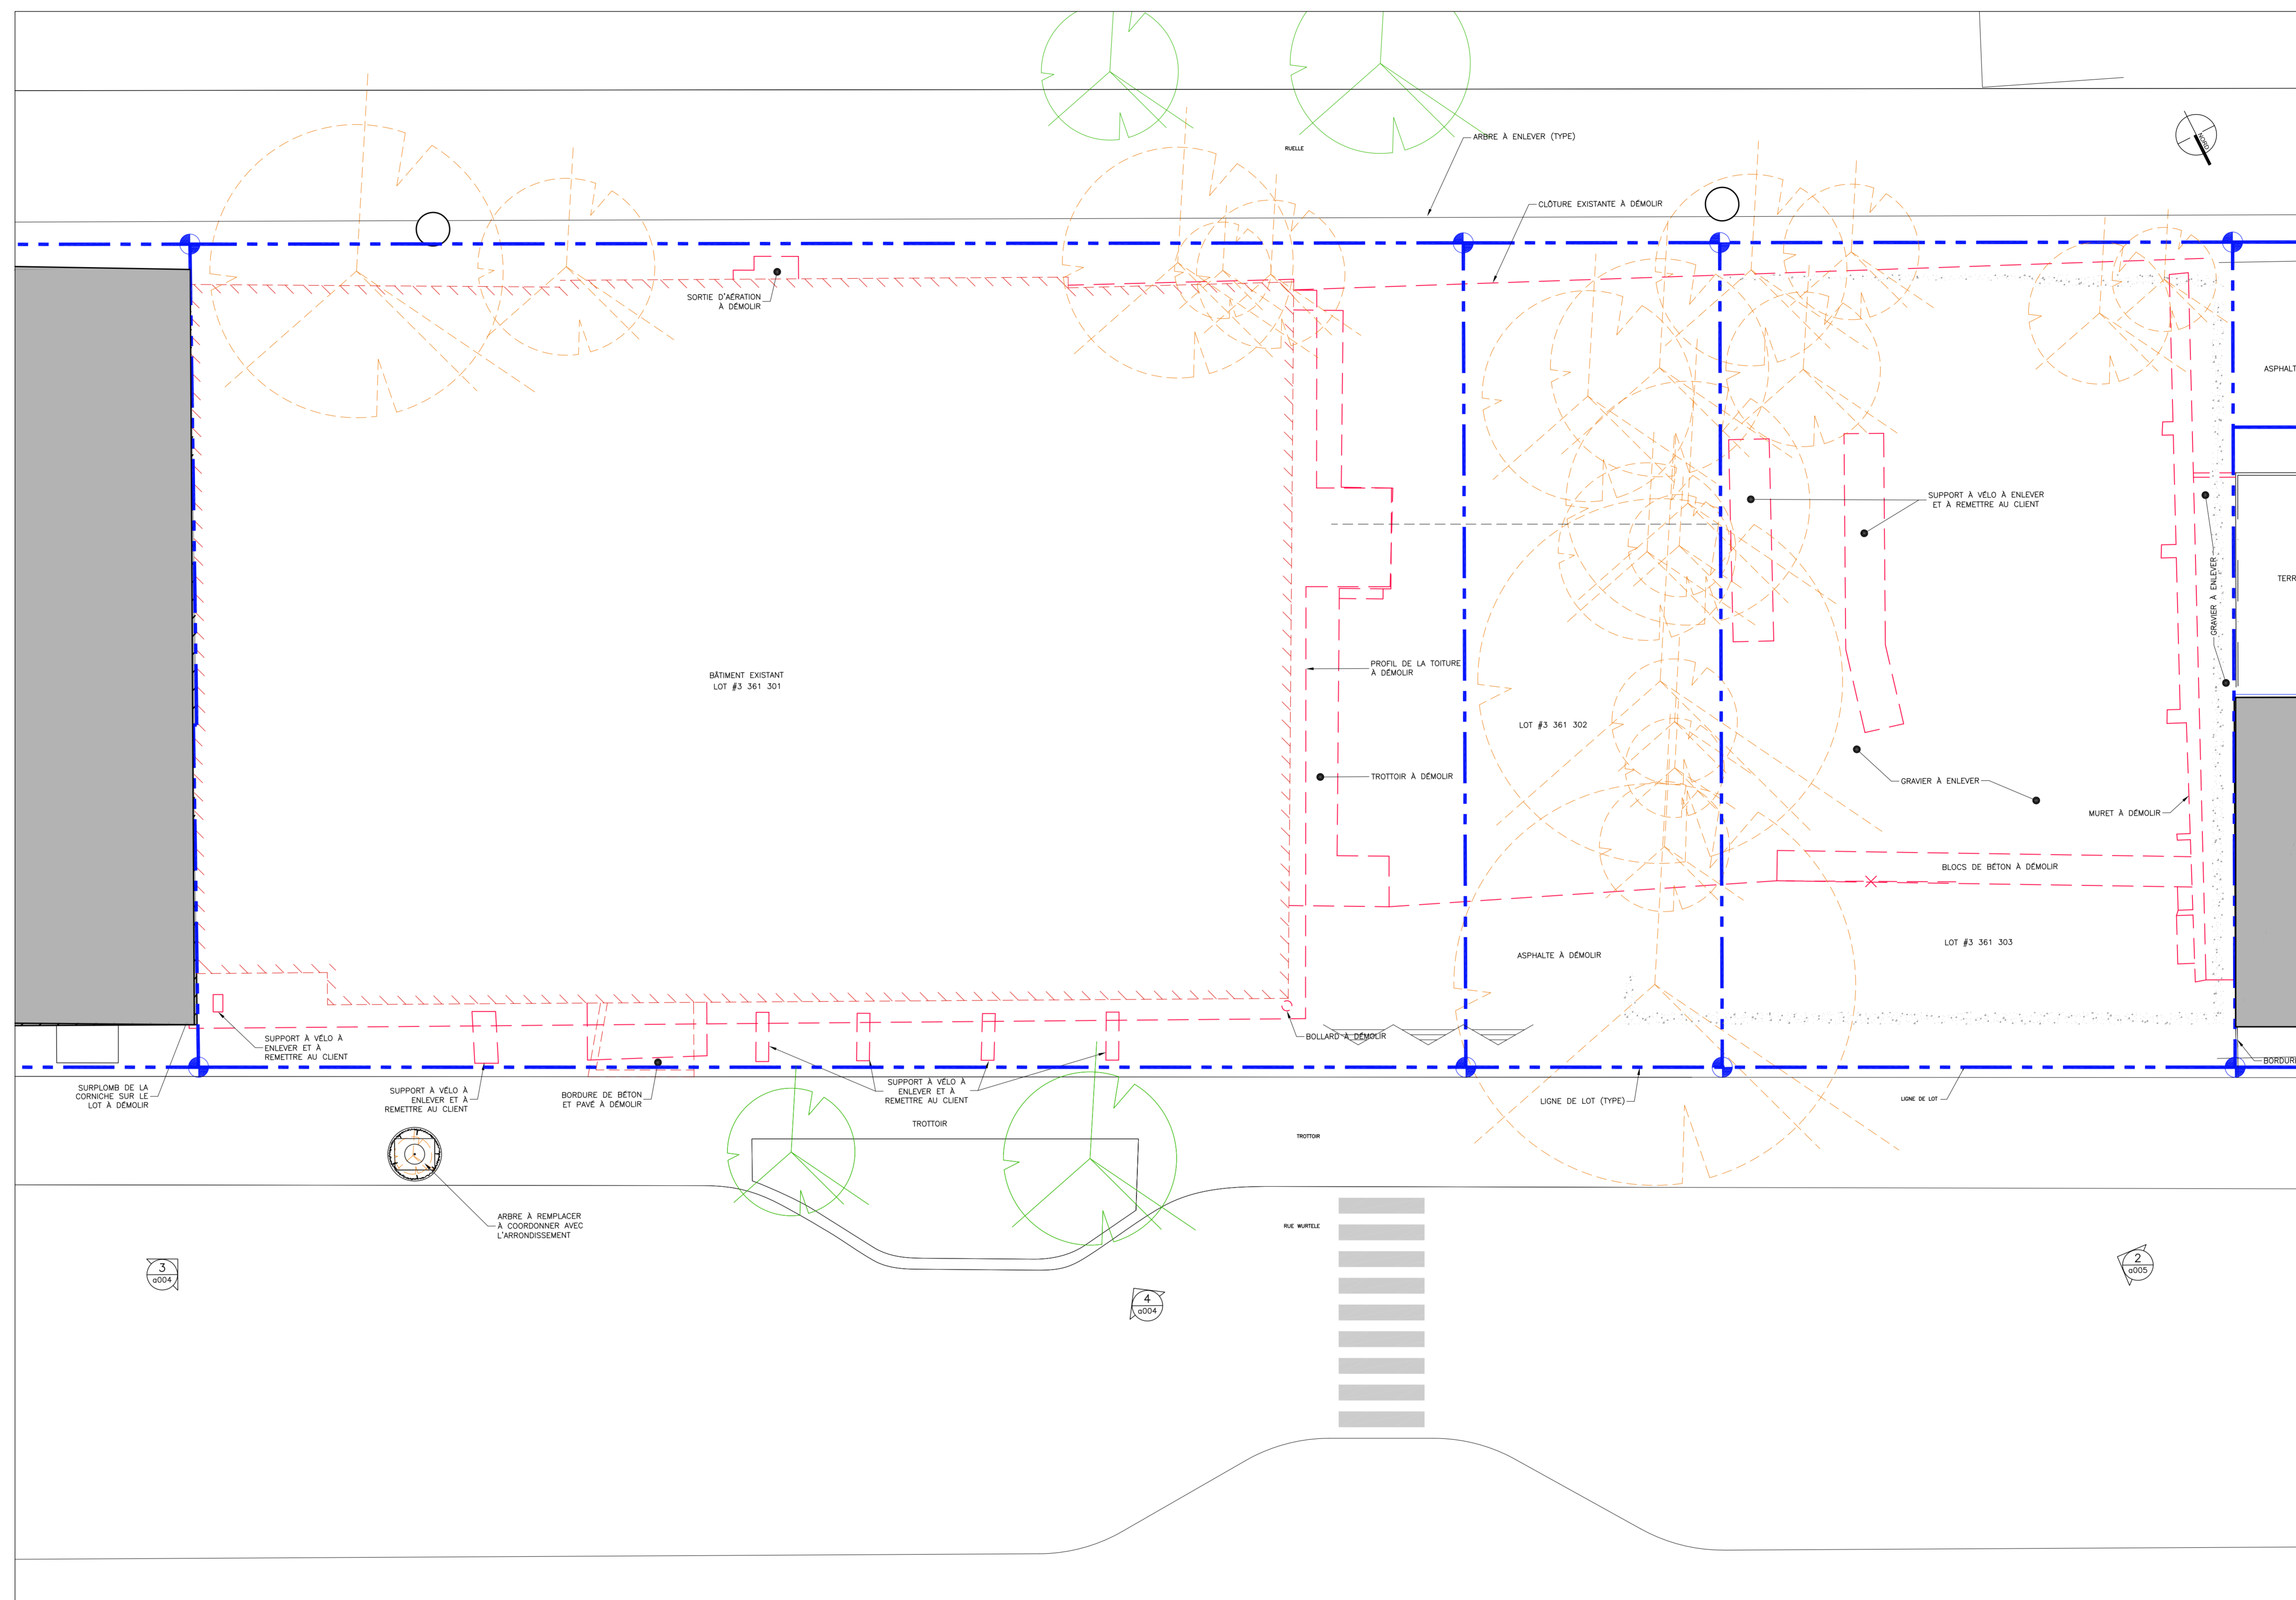 ARBRE À ENLEVER (TYPE)
RUELLE
NORD
CLÔTURE EXISTANTE À DÉMOLIR
SORTIE D'AÉRATION
À DÉMOLIR
ASPHALT
SUPPORT À VÉLO À ENLEVER
ET À REMETTRE AU CLIENT
GRAVIER À ENLEVER
TERR
BÂTIMENT EXISTANT
LOT #3 361 301
PROFIL DE LA TOITURE
À DÉMOLIR
LOT #3 361 302
TROTTOIR À DÉMOLIR
GRAVIER À ENLEVER
MURET À DÉMOLIR
BLOCS DE BÉTON À DÉMOLIR
LOT #3 361 303
ASPHALTE À DÉMOLIR
BOLLARD À DÉMOLIR
SUPPORT À VÉLO À
ENLEVER ET À
REMETTRE AU CLIENT
BORDURE
SURPLOMB DE LA
CORNICHE SUR LE
LOT À DÉMOLIR
SUPPORT À VÉLO À
ENLEVER ET À
REMETTRE AU CLIENT
BORDURE DE BÉTON
ET PAVÉ À DÉMOLIR
SUPPORT À VÉLO À
ENLEVER ET À
REMETTRE AU CLIENT
LIGNE DE LOT (TYPE)
LIGNE DE LOT
TROTTOIR
TROTTOIR
ARBRE À REMPLACER
À COORDONNER AVEC
L'ARRONDISSEMENT
RUE WURTELE
3
a004
4
a004
2
a005